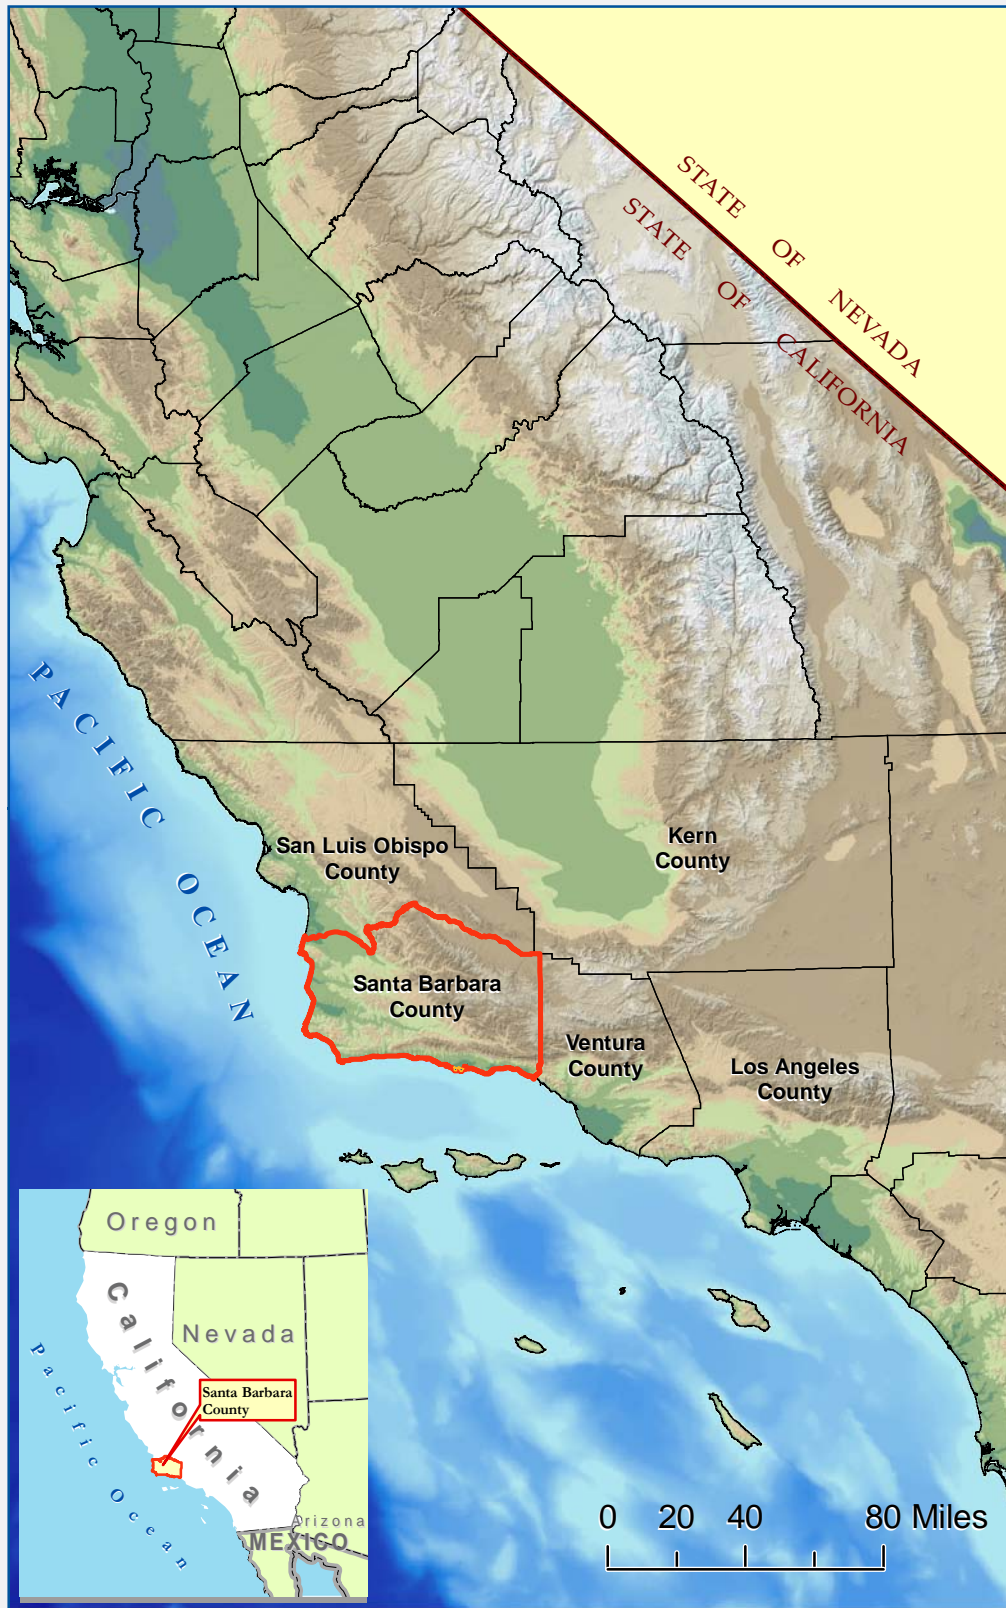 STATE OF NEVADA
STATE OF CALIFORNIA
PACIFIC OCEAN
San Luis Obispo
County
Kern
County
Santa Barbara
County
Ventura
County
Los Angeles
County
Oregon
Nevada
California
Pacific Ocean
Santa Barbara
County
Arizona
MEXICO
0 20 40 80 Miles